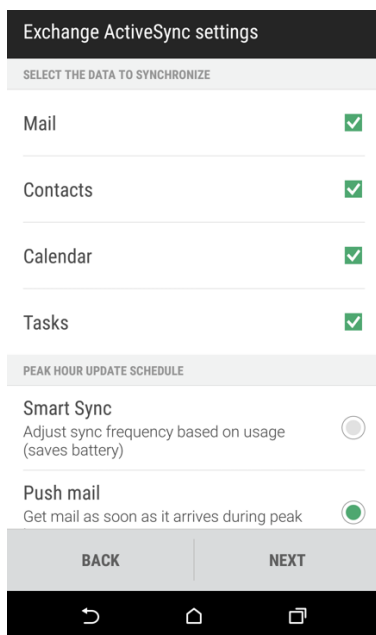 Exchange ActiveSync settings
SELECT THE DATA TO SYNCHRONIZE
Mail
Contacts
Calendar
Tasks
PEAK HOUR UPDATE SCHEDULE
Smart Sync
Adjust sync frequency based on usage
(saves battery)
Push mail
Get mail as soon as it arrives during peak
BACK NEXT